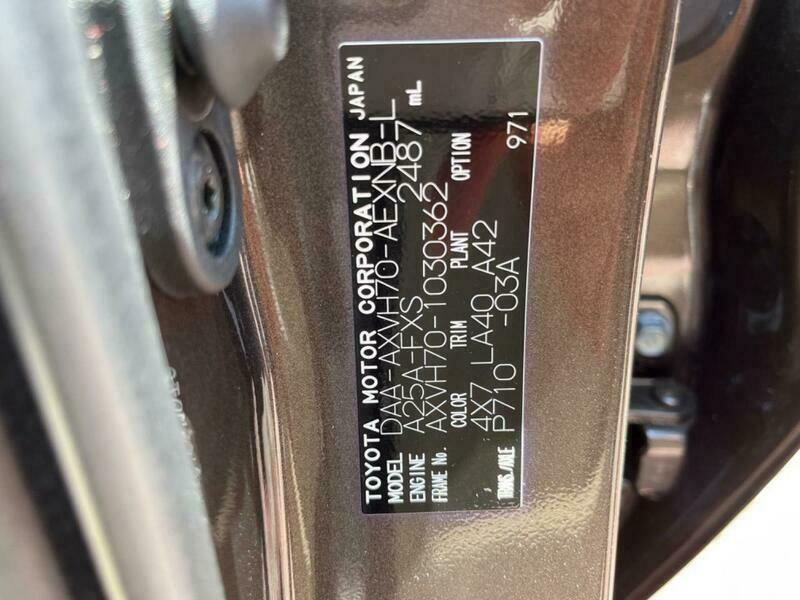 TOYOTA MOTOR CORPORATION JAPAN
MODEL DAA-AXVH70-AEXNB-L
ENGINE A25A-FXS 2487 mL
FRAME No. AXVH70-1030362
COLOR TRIM PLANT OPTION
4X7 LA40 A42
TRANS./AXLE P710 -03A 971